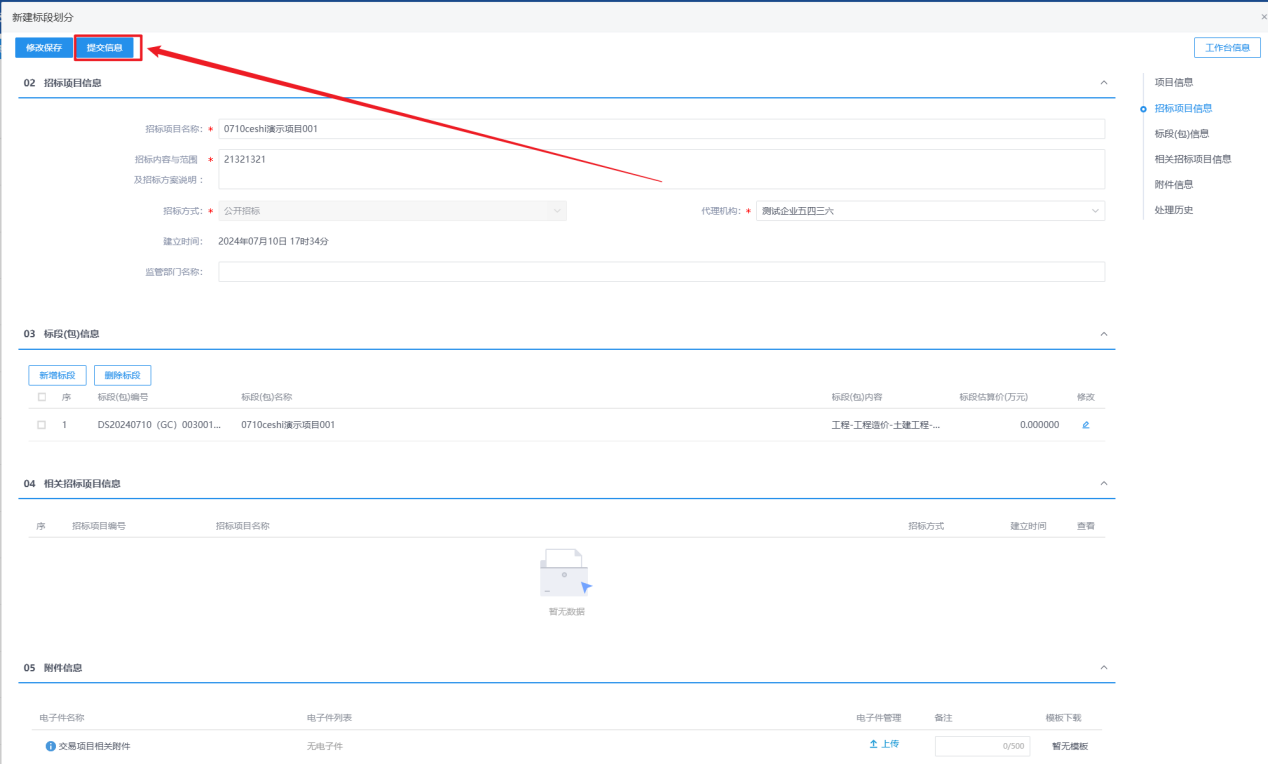 新建标段划分
×
修改保存 提交信息 工作台信息
02 招标项目信息
项目信息
招标项目信息
标段(包)信息
相关招标项目信息
附件信息
处理历史
招标项目名称: * 0710ceshi演示项目001
招标内容与范围 * 21321321
及招标方案说明:
招标方式: * 公开招标 代理机构: * 测试企业五四三六
建立时间: 2024年07月10日 17时34分
监管部门名称:
03 标段(包)信息
新增标段 删除标段
序 标段(包)编号 标段(包)名称 标段(包)内容 标段估算价(万元) 修改
1 DS20240710（GC）003001... 0710ceshi演示项目001 工程-工程造价-土建工程-... 0.000000
04 相关招标项目信息
序 招标项目编号 招标项目名称 招标方式 建立时间 查看
暂无数据
05 附件信息
电子件名称 电子件列表 电子件管理 备注 模板下载
交易项目相关附件 无电子件 上传 0/500 暂无模板